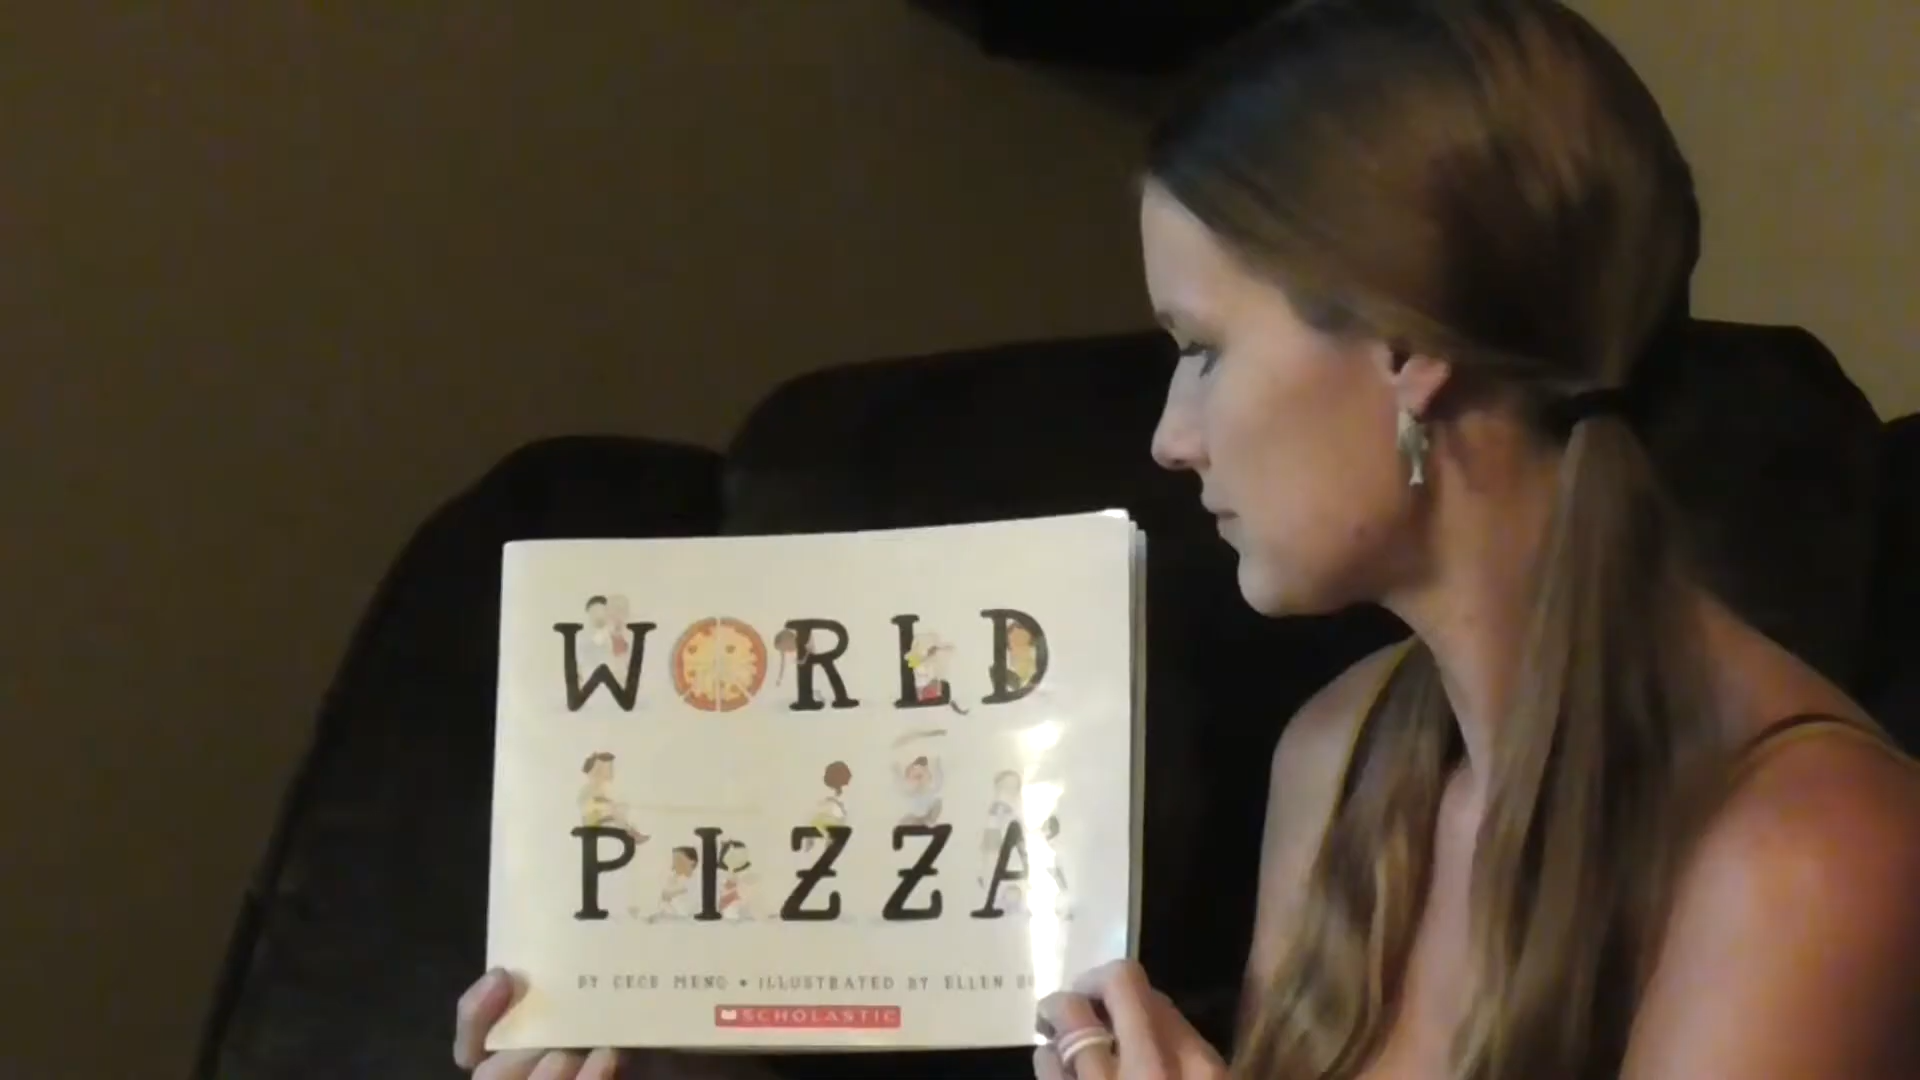 WORLD
PIZZA
BY CECE MENG • ILLUSTRATED BY ELLEN
SCHOLASTIC